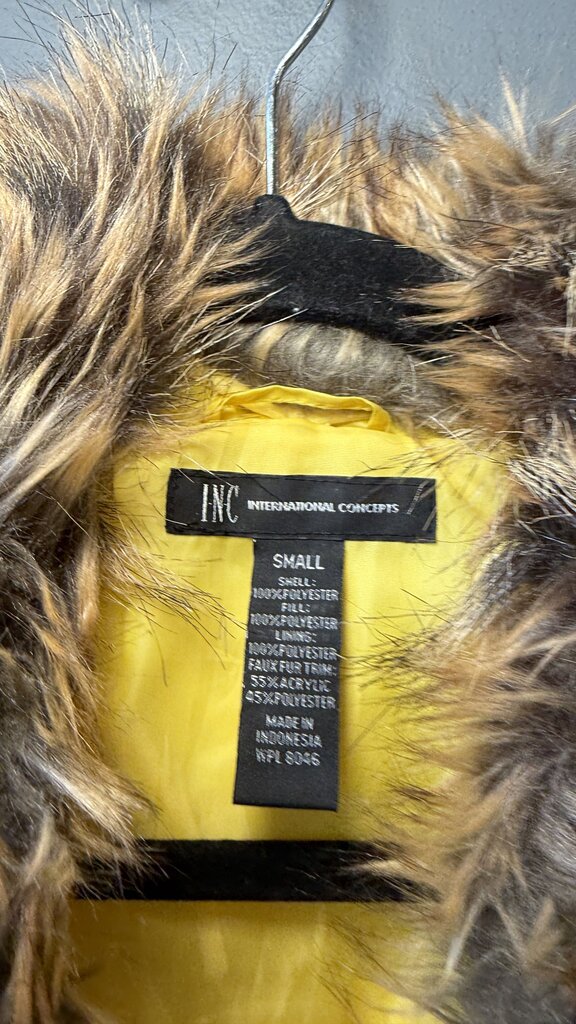 INC INTERNATIONAL CONCEPTS
SMALL
SHELL:
100%POLYESTER
FILL:
100%POLYESTER
LINING:
100%POLYESTER
FAUX FUR TRIM:
55%ACRYLIC
45%POLYESTER
MADE IN
INDONESIA
WPL 8046